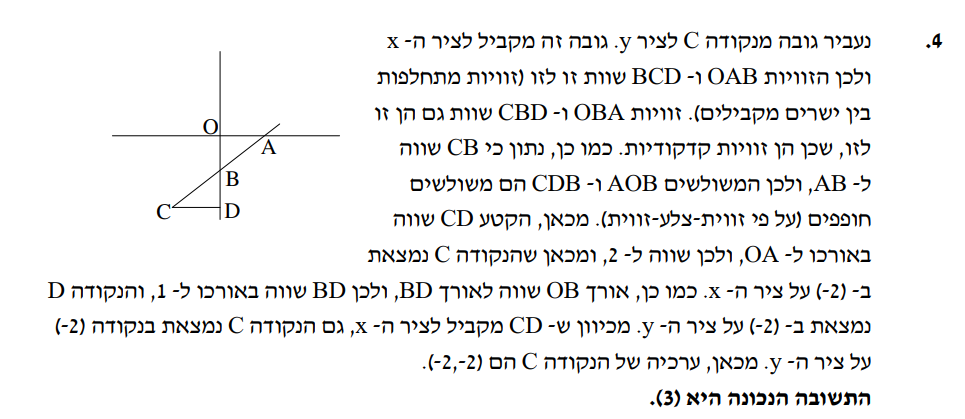 4. נעביר גובה מנקודה C לציר y. גובה זה מקביל לציר ה- x
ולכן הזוויות OAB ו- BCD שוות זו לזו (זוויות מתחלפות
בין ישרים מקבילים). זוויות OBA ו- CBD שוות גם הן זו
לזו, שכן הן זוויות קדקודיות. כמו כן, נתון כי CB שווה
ל- AB, ולכן המשולשים AOB ו- CDB הם משולשים
חופפים (על פי זווית-צלע-זווית). מכאן, הקטע CD שווה
באורכו ל- OA, ולכן שווה ל- 2, ומכאן שהנקודה C נמצאת
ב- (-2) על ציר ה- x. כמו כן, אורך OB שווה לאורך BD, ולכן BD שווה באורכו ל- 1, והנקודה D
נמצאת ב- (-2) על ציר ה- y. מכיוון ש- CD מקביל לציר ה- x, גם הנקודה C נמצאת בנקודה (-2)
על ציר ה- y. מכאן, ערכיה של הנקודה C הם (-2,-2).
התשובה הנכונה היא (3).
O
A
B
C
D